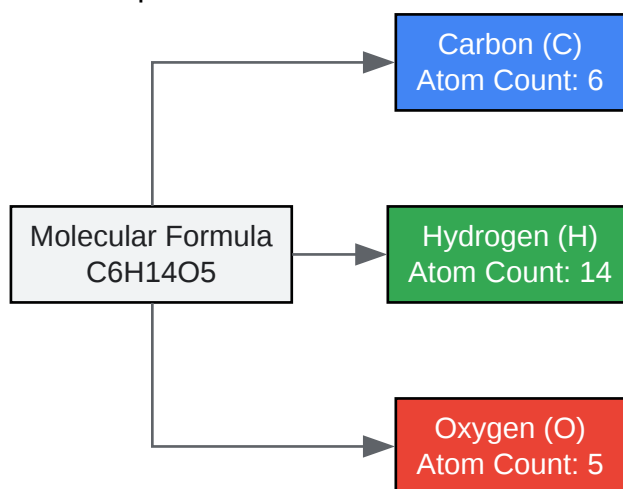 Carbon (C)
Atom Count: 6
Molecular Formula
C6H14O5
Hydrogen (H)
Atom Count: 14
Oxygen (O)
Atom Count: 5